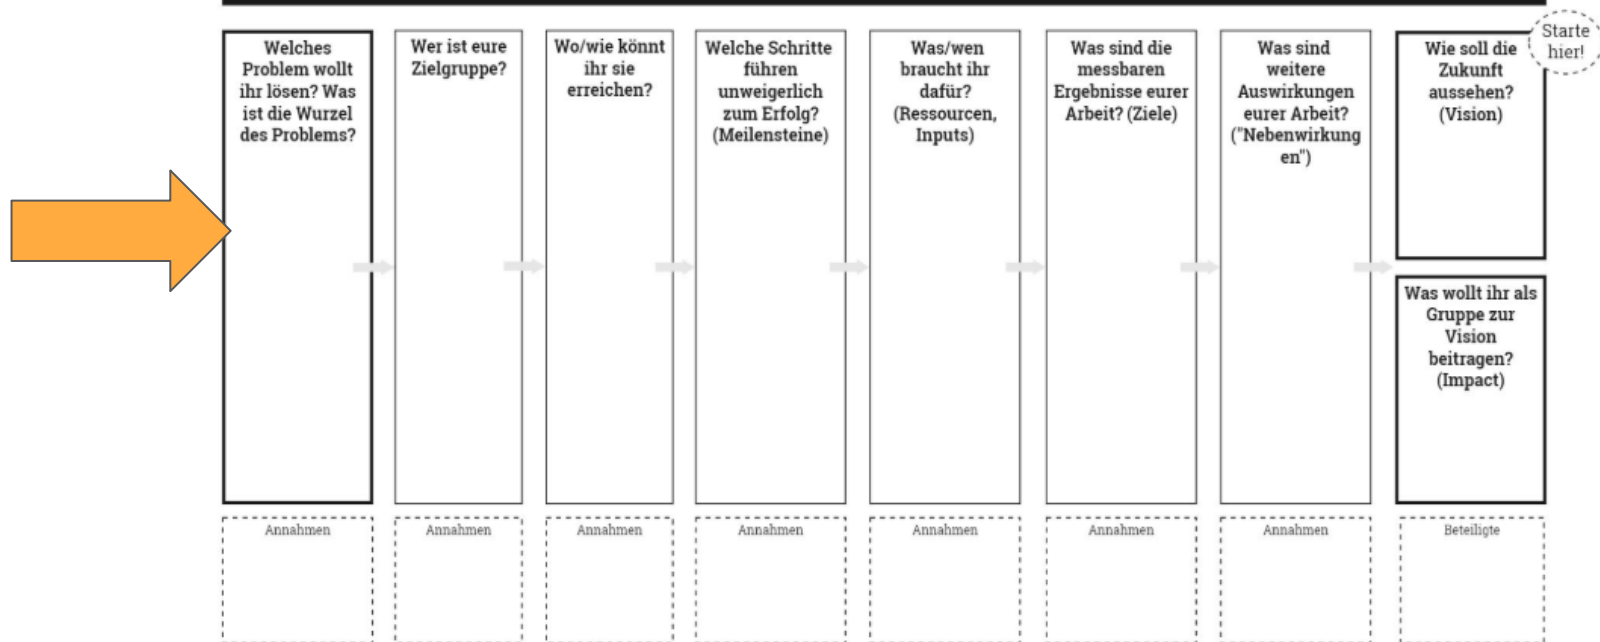 Welches
Problem wollt
ihr lösen? Was
ist die Wurzel
des Problems?
Wer ist eure
Zielgruppe?
Wo/wie könnt
ihr sie
erreichen?
Welche Schritte
führen
unweigerlich
zum Erfolg?
(Meilensteine)
Was/wen
braucht ihr
dafür?
(Ressourcen,
Inputs)
Was sind die
messbaren
Ergebnisse eurer
Arbeit? (Ziele)
Was sind
weitere
Auswirkungen
eurer Arbeit?
("Nebenwirkung
en")
Wie soll die
Zukunft
aussehen?
(Vision)
Starte
hier!
Was wollt ihr als
Gruppe zur
Vision
beitragen?
(Impact)
Annahmen
Annahmen
Annahmen
Annahmen
Annahmen
Annahmen
Annahmen
Beteiligte